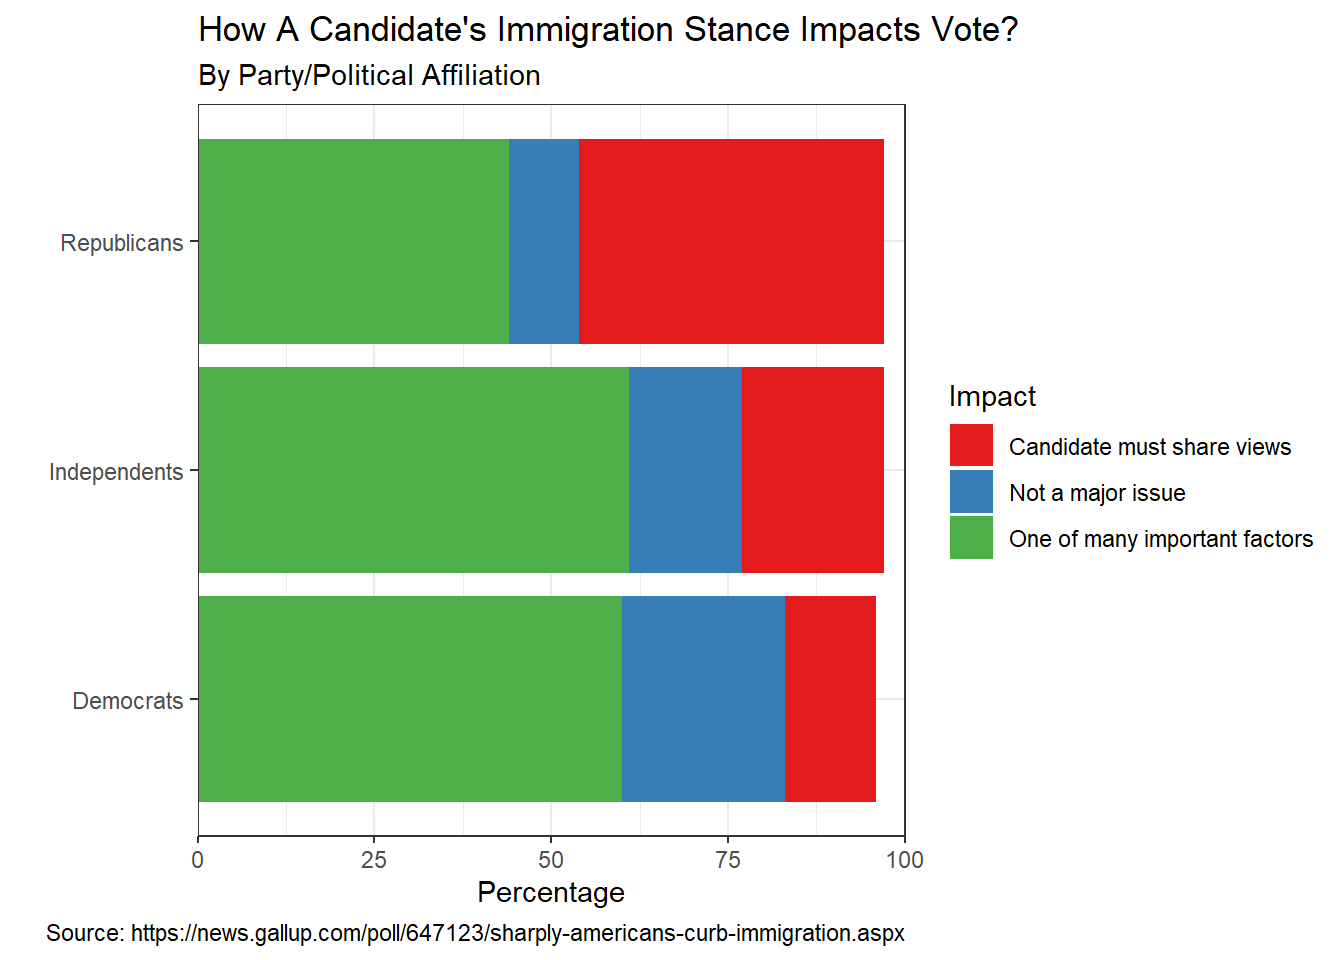 How A Candidate's Immigration Stance Impacts Vote?
By Party/Political Affiliation
Republicans
Independents
Democrats
0 25 50 75 100
Percentage
Impact
Candidate must share views
Not a major issue
One of many important factors
Source: https://news.gallup.com/poll/647123/sharply-americans-curb-immigration.aspx